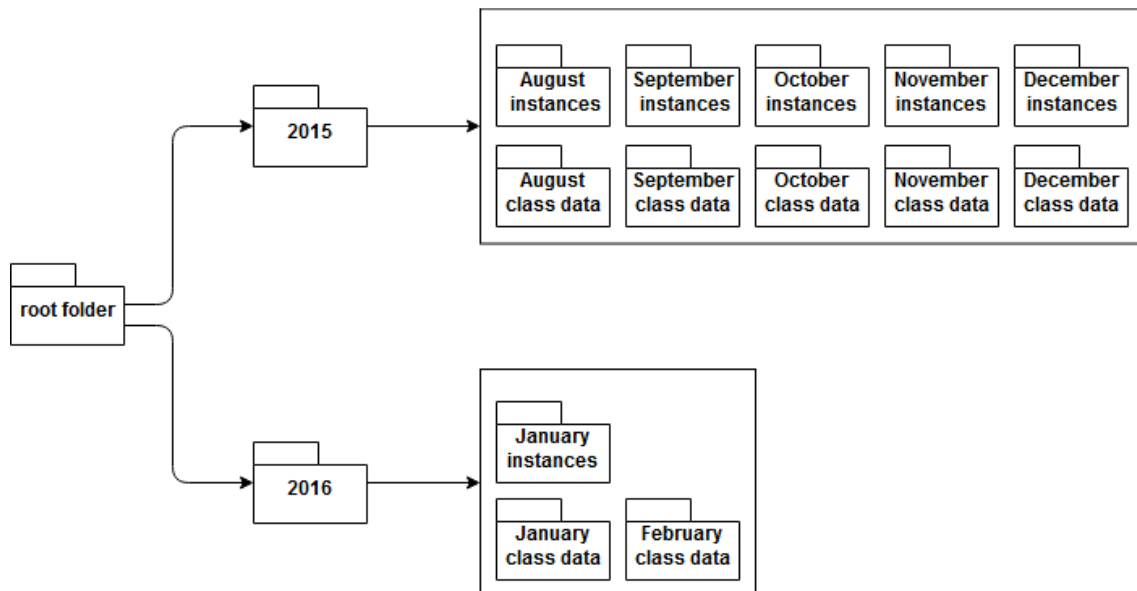 August
instances
September
instances
October
instances
November
instances
December
instances
2015
August
class data
September
class data
October
class data
November
class data
December
class data
root folder
January
instances
2016
January
class data
February
class data